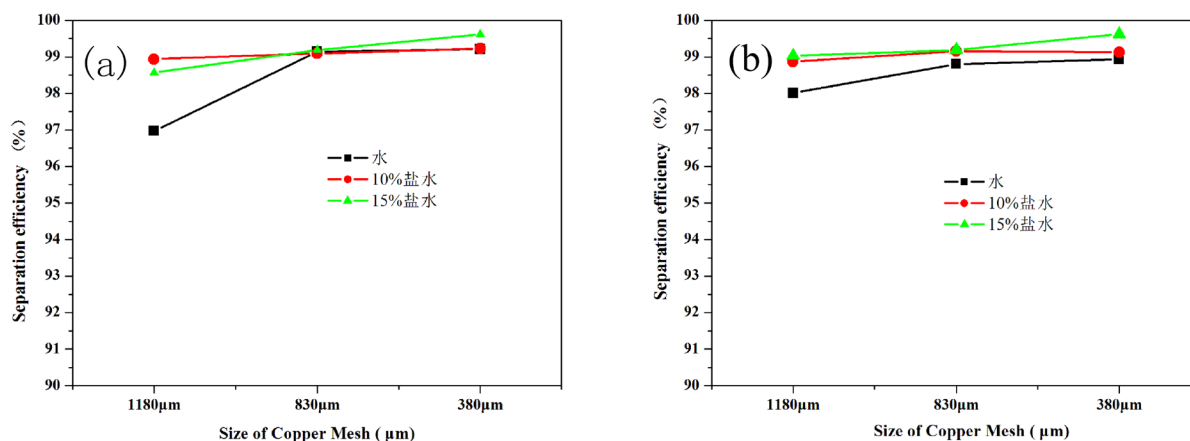 (a)
Separation efficiency （%）
100
99
98
97
96
95
94
93
92
91
90
水
10%盐水
15%盐水
1180μm
830μm
380μm
Size of Copper Mesh ( μm)
(b)
Separation efficiency （%）
100
99
98
97
96
95
94
93
92
91
90
水
10%盐水
15%盐水
1180μm
830μm
380μm
Size of Copper Mesh ( μm)